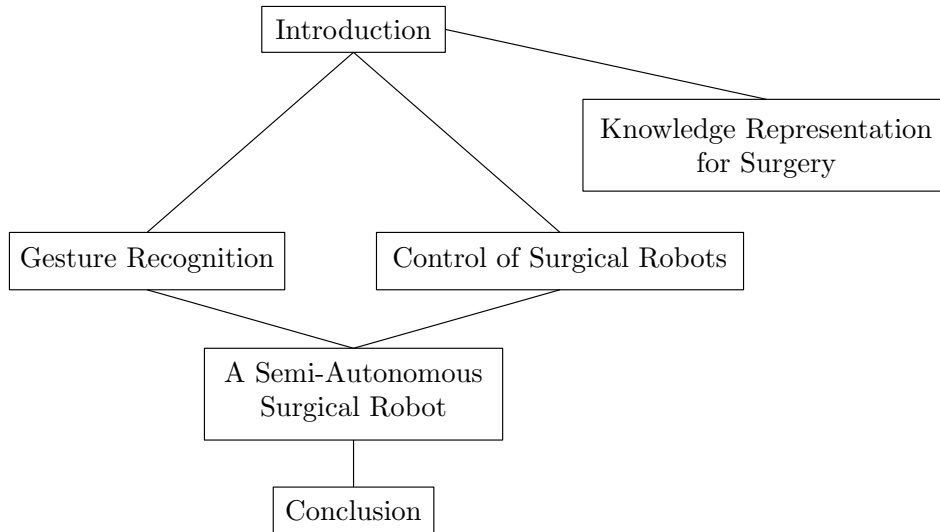 Introduction
Knowledge Representation
for Surgery
Gesture Recognition
Control of Surgical Robots
A Semi-Autonomous
Surgical Robot
Conclusion